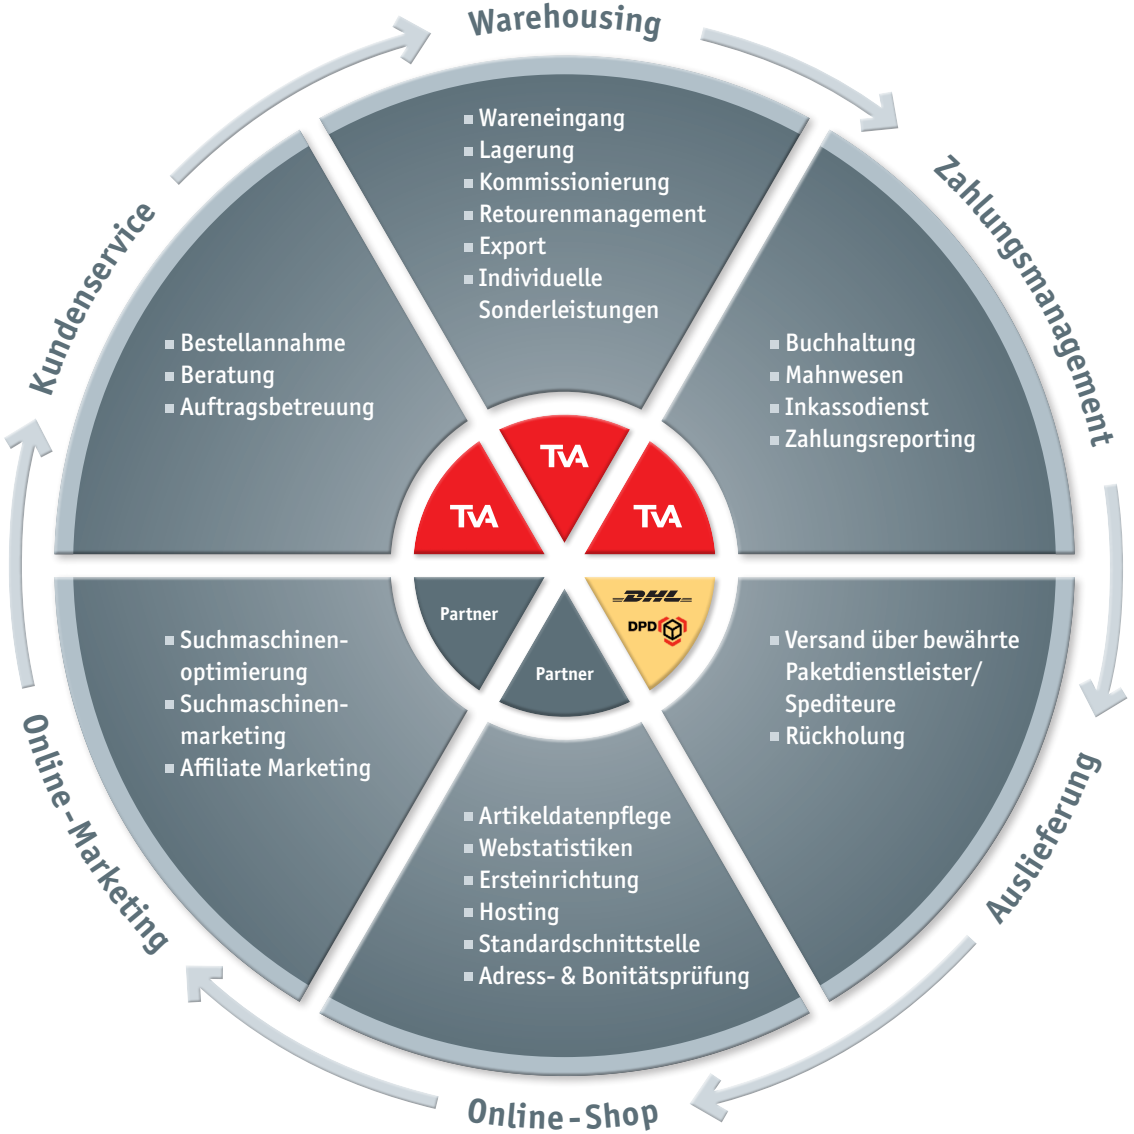 Warehousing
Wareneingang
Lagerung
Kommissionierung
Retourenmanagement
Export
Individuelle
Sonderleistungen
Zahlungsmanagement
Buchhaltung
Mahnwesen
Inkassodienst
Zahlungsreporting
Auslieferung
Versand über bewährte
Paketdienstleister/
Spediteure
Rückholung
Online-Shop
Artikeldatenpflege
Webstatistiken
Ersteinrichtung
Hosting
Standardschnittstelle
Adress- & Bonitätsprüfung
Online-Marketing
Suchmaschinen-
optimierung
Suchmaschinen-
marketing
Affiliate Marketing
Kundenservice
Bestellannahme
Beratung
Auftragsbetreuung
TVA
TVA
TVA
DHL
DPD
Partner
Partner